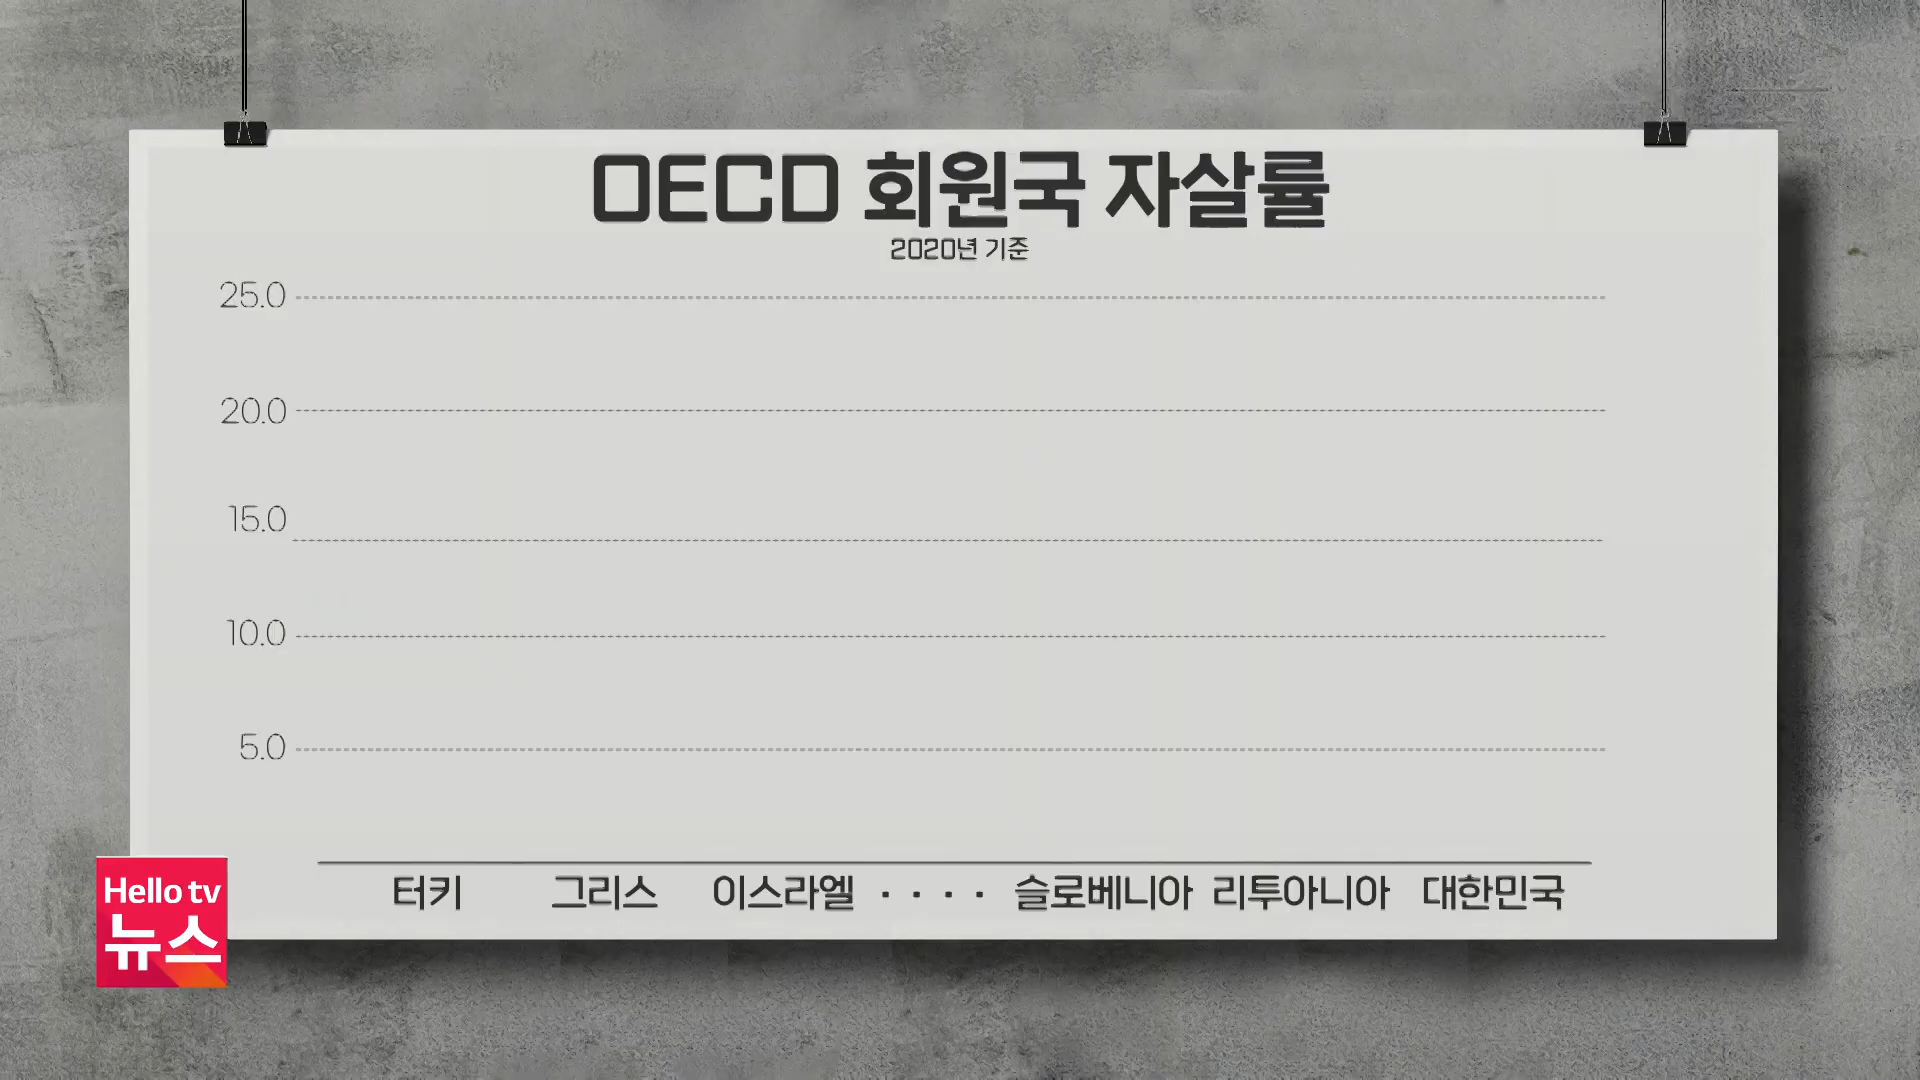 OECD 회원국 자살률
2020년 기준
25.0
20.0
15.0
10.0
5.0
터키 그리스 이스라엘 · · · · 슬로베니아 리투아니아 대한민국
Hello tv
뉴스